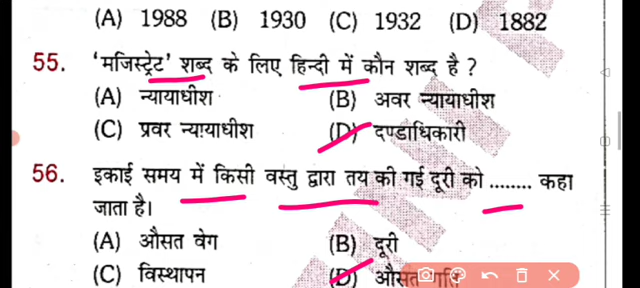 (A) 1988 (B) 1930 (C) 1932 (D) 1882
55. 'मजिस्ट्रेट' शब्द के लिए हिन्दी में कौन शब्द है ?
(A) न्यायाधीश (B) अवर न्यायाधीश
(C) प्रवर न्यायाधीश (D) दण्डाधिकारी
56. इकाई समय में किसी वस्तु द्वारा तय की गई दूरी को ........ कहा
जाता है।
(A) औसत वेग (B) दूरी
(C) विस्थापन (D) औसत गति